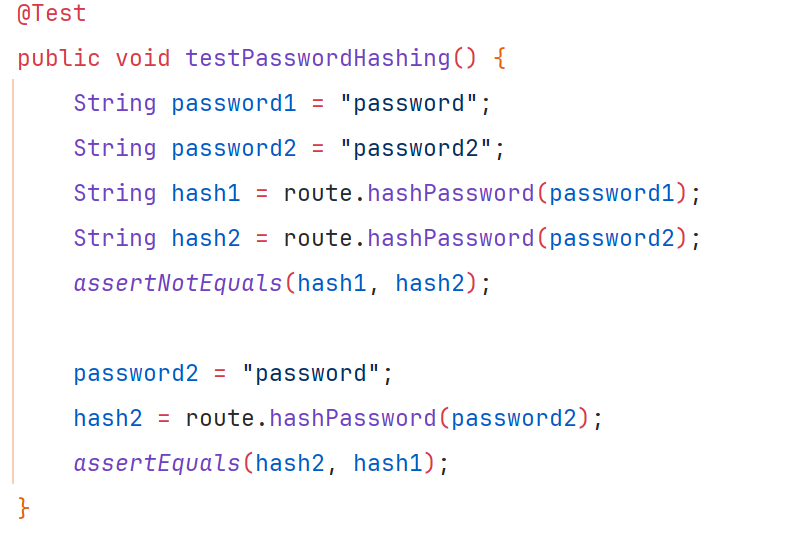 @Test
public void testPasswordHashing() {
    String password1 = "password";
    String password2 = "password2";
    String hash1 = route.hashPassword(password1);
    String hash2 = route.hashPassword(password2);
    assertNotEquals(hash1, hash2);

    password2 = "password";
    hash2 = route.hashPassword(password2);
    assertEquals(hash2, hash1);
}